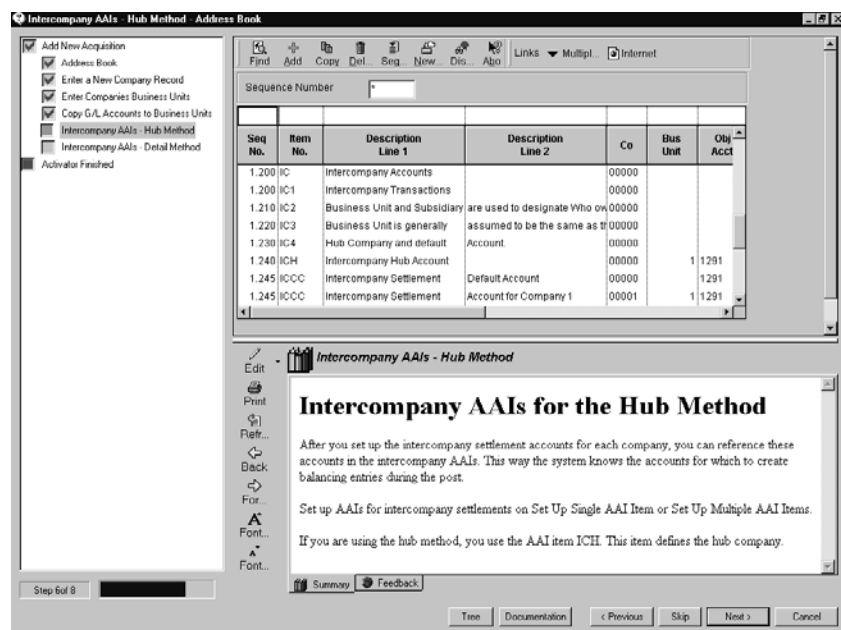 Intercompany AAIs - Hub Method - Address Book
Add New Acquisition
Address Book
Enter a New Company Record
Enter Companies Business Units
Copy G/L Accounts to Business Units
Intercompany AAIs - Hub Method
Intercompany AAIs - Detail Method
Activator Finished
Find Add Copy Del... Seq... New... Dis... Abo Links Multipl... Internet
Sequence Number *
Seq No. Item No. Description Line 1 Description Line 2 Co Bus Unit Obj Acct
1.200 IC Intercompany Accounts 00000
1.200 IC1 Intercompany Transactions 00000
1.210 IC2 Business Unit and Subsidiary are used to designate Who ow 00000
1.220 IC3 Business Unit is generally assumed to be the same as th 00000
1.230 IC4 Hub Company and default Account. 00000
1.240 ICH Intercompany Hub Account 00000 1 1291
1.245 ICCC Intercompany Settlement Default Account 00000 1291
1.245 ICCC Intercompany Settlement Account for Company 1 00001 1 1291
Edit
Print
Refr...
Back
For...
Font...
Font...
Intercompany AAIs - Hub Method
Intercompany AAIs for the Hub Method
After you set up the intercompany settlement accounts for each company, you can reference these
accounts in the intercompany AAIs. This way the system knows the accounts for which to create
balancing entries during the post.
Set up AAIs for intercompany settlements on Set Up Single AAI Item or Set Up Multiple AAI Items.
If you are using the hub method, you use the AAI item ICH. This item defines the hub company.
Summary Feedback
Step 6of 8
Tree Documentation < Previous Skip Next > Cancel